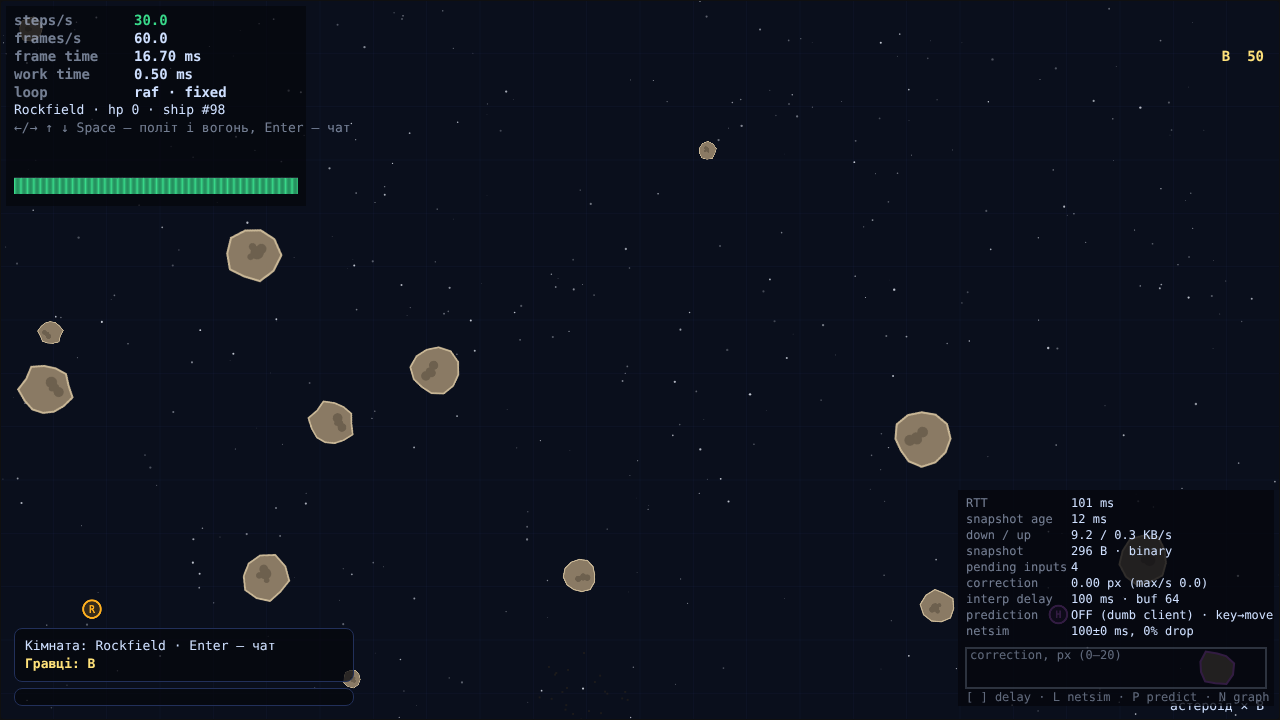 steps/s 30.0
frames/s 60.0
frame time 16.70 ms
work time 0.50 ms
loop raf · fixed
Rockfield · hp 0 · ship #98
←/→ ↑ ↓ Space — політ і вогонь, Enter — чат
B 50
R
Кімната: Rockfield · Enter — чат
Гравці: B
RTT 101 ms
snapshot age 12 ms
down / up 9.2 / 0.3 KB/s
snapshot 296 B · binary
pending inputs 4
correction 0.00 px (max/s 0.0)
interp delay 100 ms · buf 64
prediction OFF (dumb client) · key→move
H
netsim 100±0 ms, 0% drop
correction, px (0–20)
[ ] delay · L netsim · P predict · N graph
астероїд × B